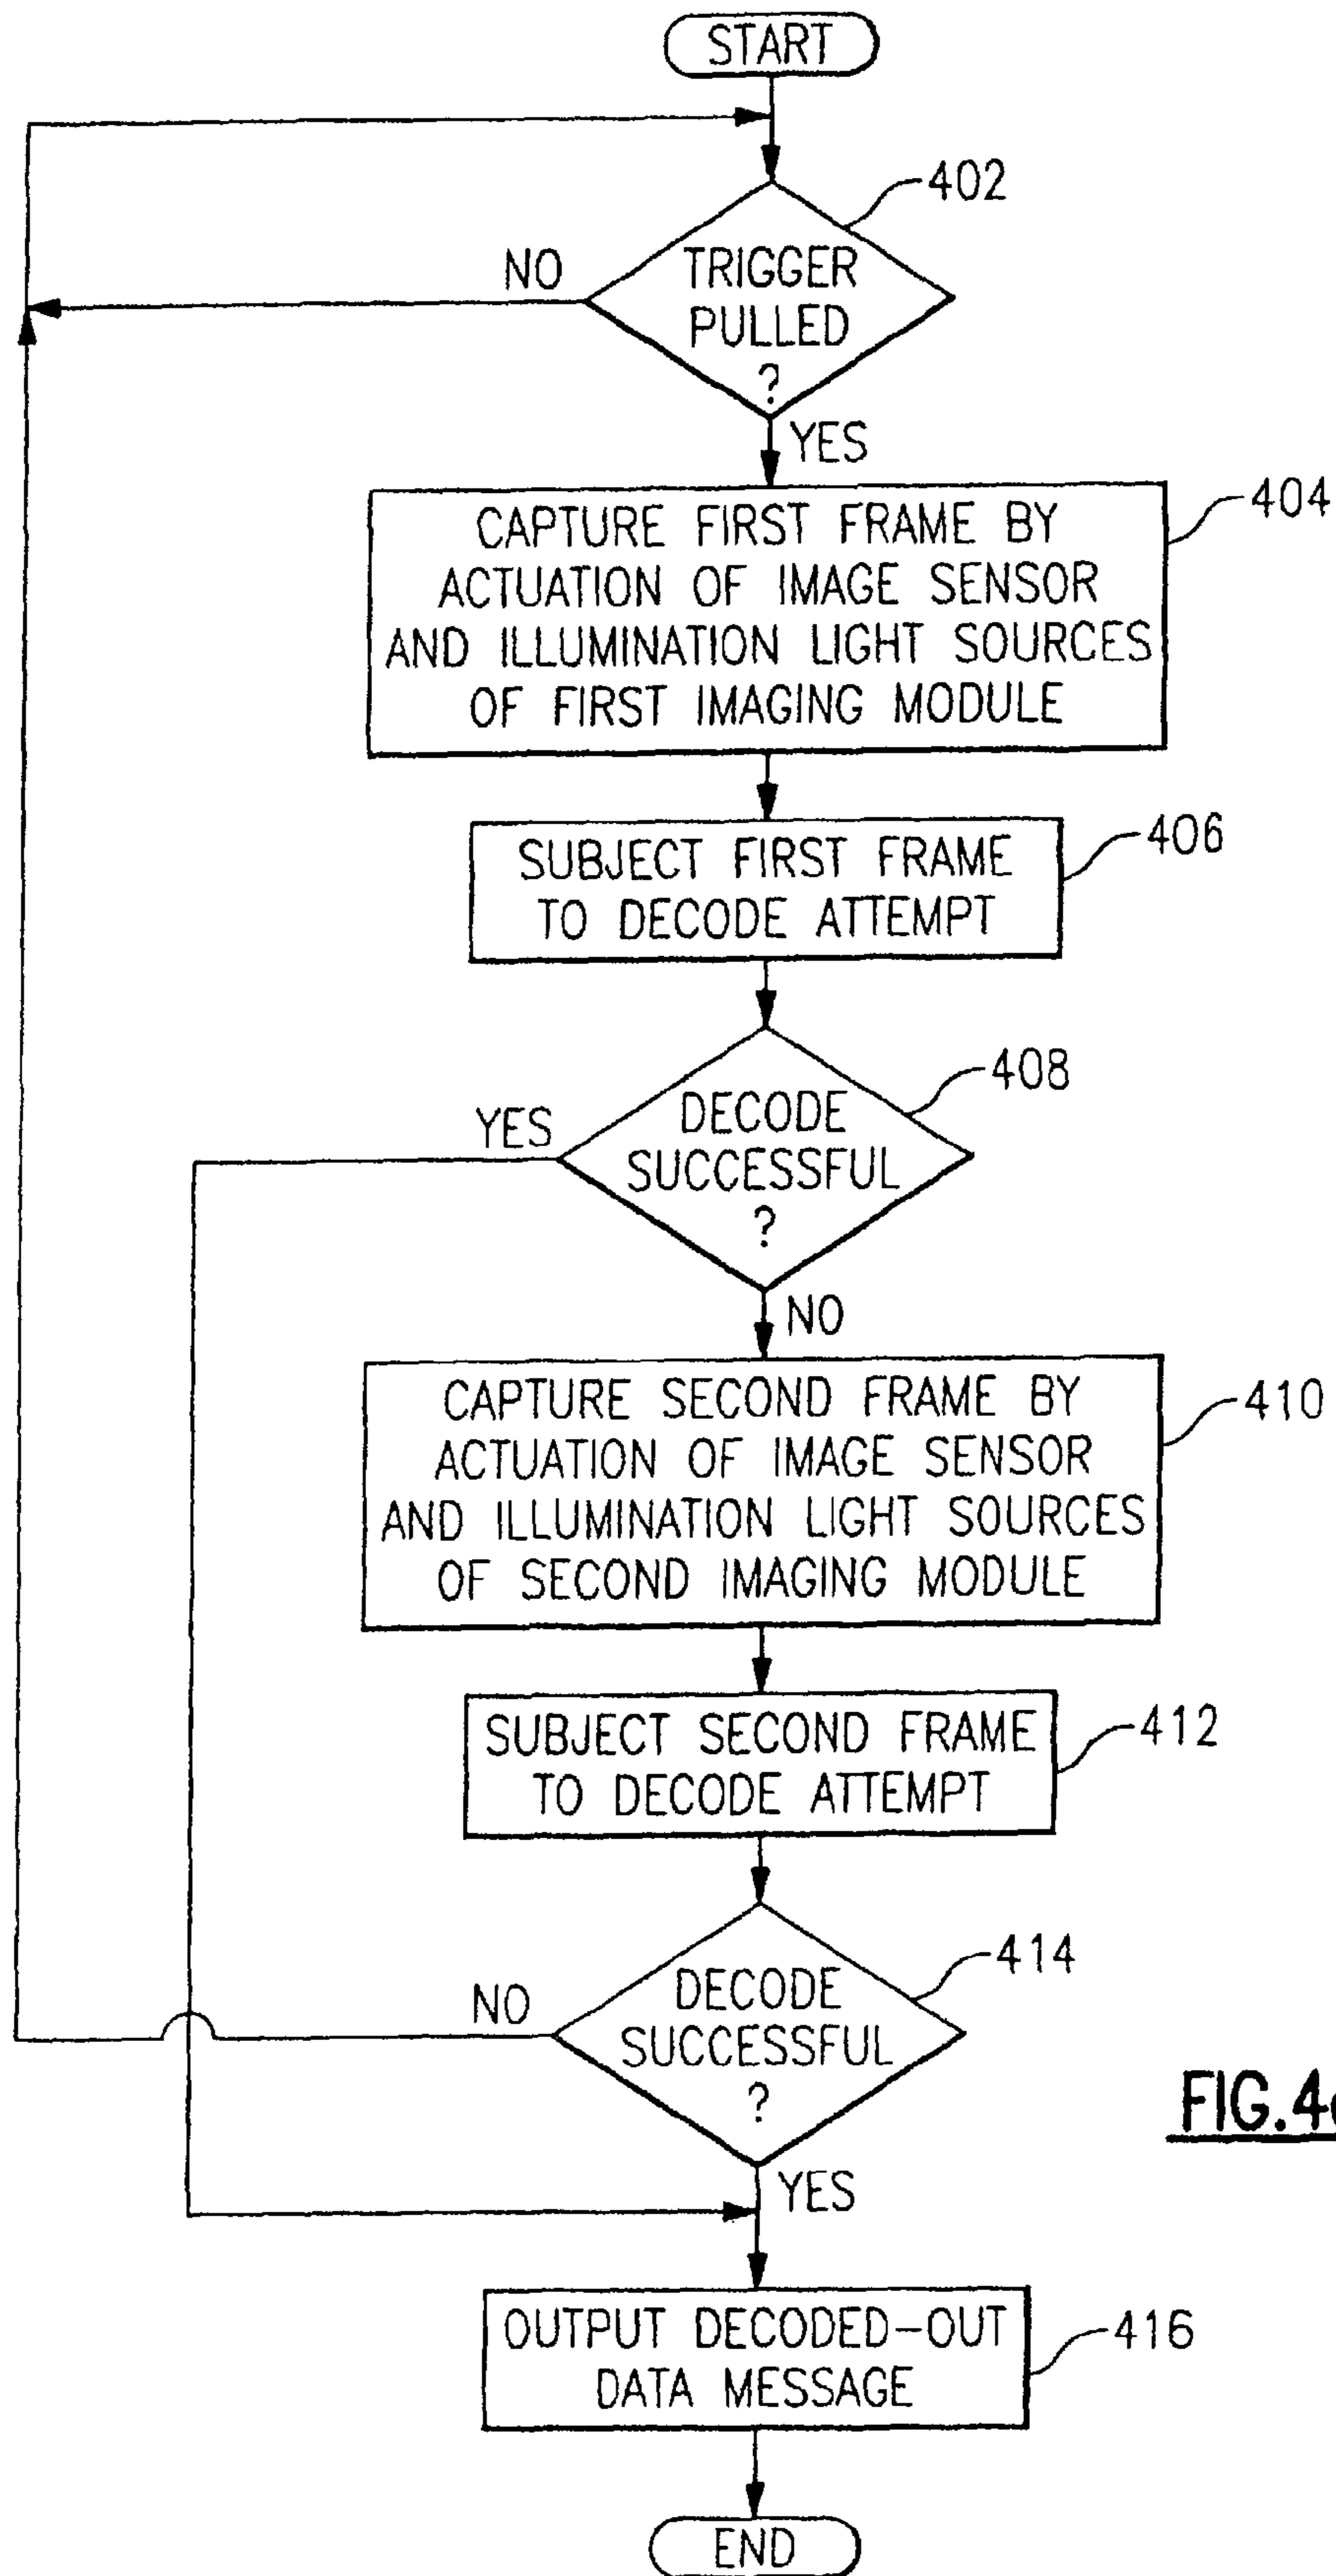 START
402
TRIGGER
PULLED
?
NO
YES
404
CAPTURE FIRST FRAME BY
ACTUATION OF IMAGE SENSOR
AND ILLUMINATION LIGHT SOURCES
OF FIRST IMAGING MODULE
406
SUBJECT FIRST FRAME
TO DECODE ATTEMPT
408
DECODE
SUCCESSFUL
?
YES
NO
410
CAPTURE SECOND FRAME BY
ACTUATION OF IMAGE SENSOR
AND ILLUMINATION LIGHT SOURCES
OF SECOND IMAGING MODULE
412
SUBJECT SECOND FRAME
TO DECODE ATTEMPT
414
DECODE
SUCCESSFUL
?
NO
YES
416
OUTPUT DECODED-OUT
DATA MESSAGE
END